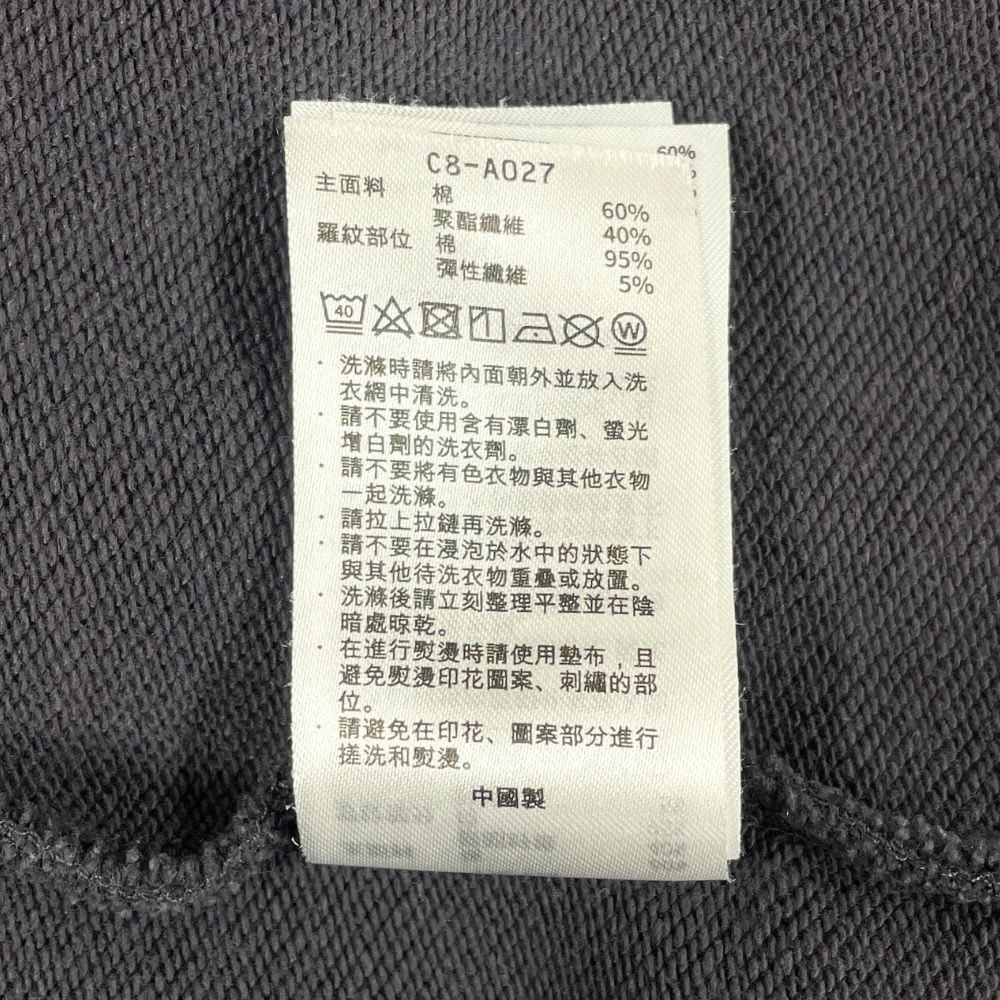 60%
C8-A027
主面料 棉 60%
聚酯纖維 40%
羅紋部位 棉 95%
彈性纖維 5%
40 W
· 洗滌時請將內面朝外並放入洗
衣網中清洗。
· 請不要使用含有漂白劑、螢光
增白劑的洗衣劑。
· 請不要將有色衣物與其他衣物
一起洗滌。
· 請拉上拉鏈再洗滌。
· 請不要在浸泡於水中的狀態下
與其他待洗衣物重疊或放置。
· 洗滌後請立刻整理平整並在陰
暗處晾乾。
· 在進行熨燙時請使用墊布，且
避免熨燙印花圖案、刺繡的部
位。
· 請避免在印花、圖案部分進行
搓洗和熨燙。
中國製